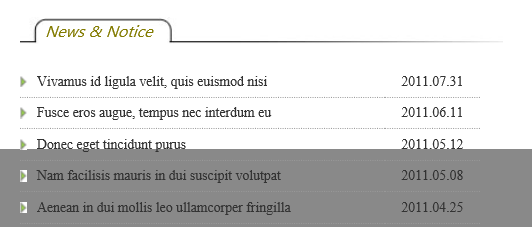 News & Notice
Vivamus id ligula velit, quis euismod nisi 2011.07.31
Fusce eros augue, tempus nec interdum eu 2011.06.11
Donec eget tincidunt purus 2011.05.12
Nam facilisis mauris in dui suscipit volutpat 2011.05.08
Aenean in dui mollis leo ullamcorper fringilla 2011.04.25